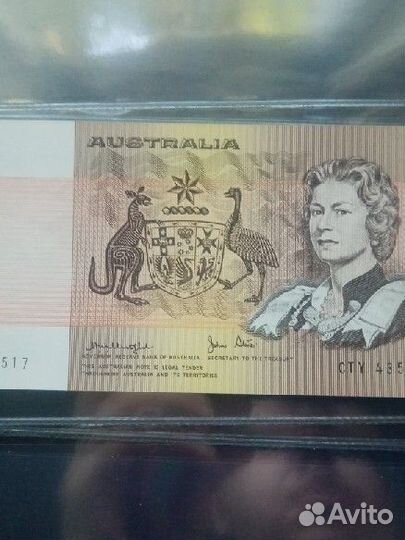 AUSTRALIA
GOVERNOR RESERVE BANK OF AUSTRALIA SECRETARY TO THE TREASURY
517 THIS AUSTRALIAN NOTE IS LEGAL TENDER CTY 435
THROUGHOUT AUSTRALIA AND ITS TERRITORIES
Avito